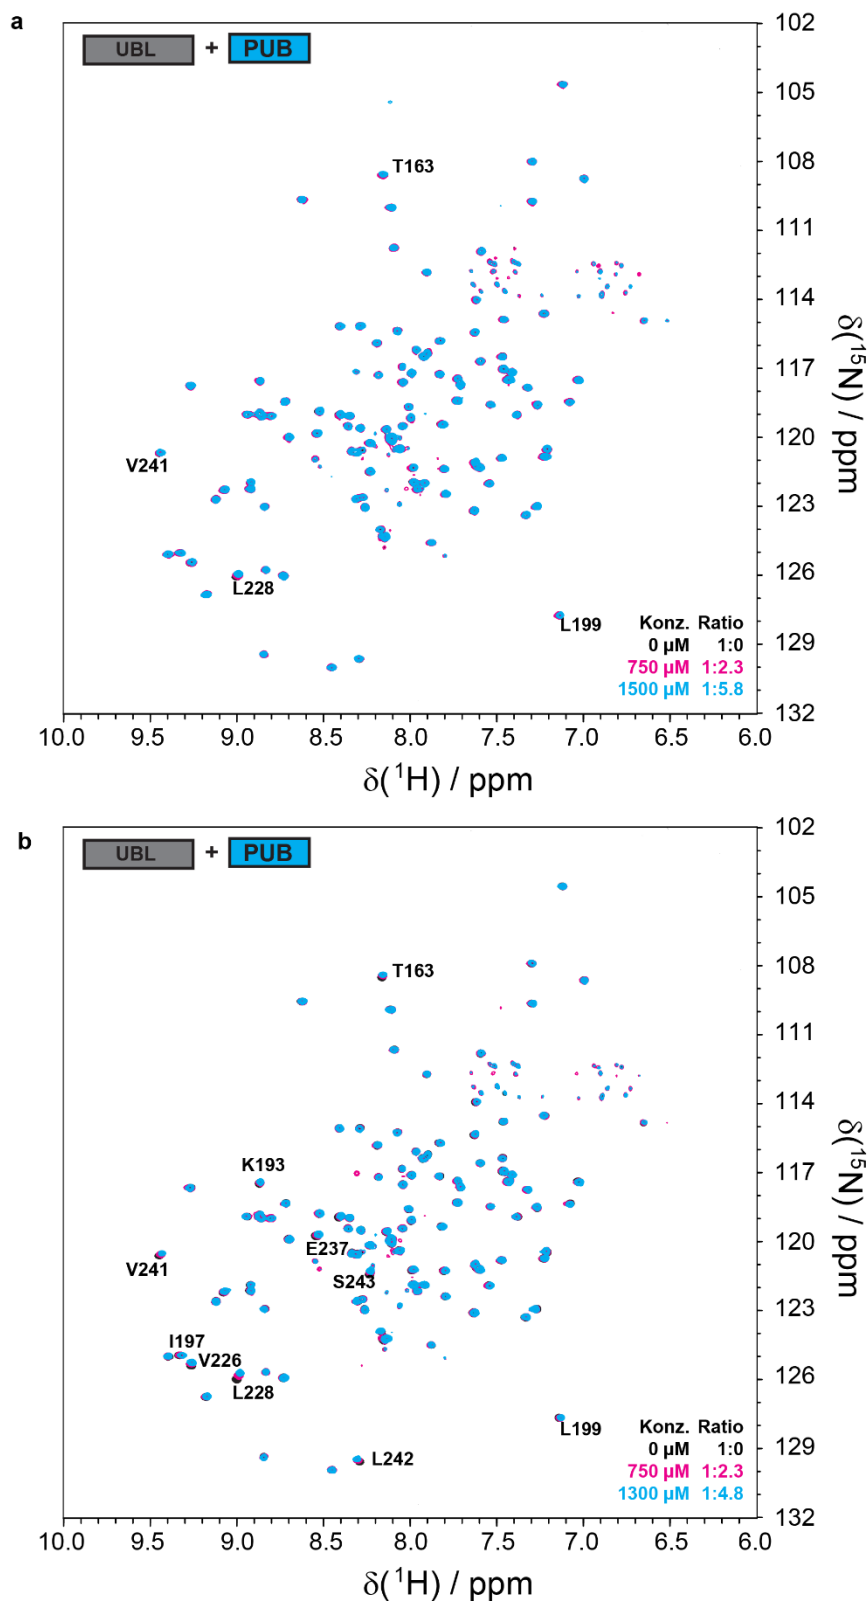 a
UBL + PUB
102
105
T163
108
111
114
117
120
V241
123
126
L228
L199
Konz. Ratio
0 µM 1:0
129
750 µM 1:2.3
1500 µM 1:5.8
132
δ(¹⁵N) / ppm
10.0 9.0 8.5 8.0 7.5 7.0 6.5 6.0
δ(¹H) / ppm
b
UBL + PUB
102
105
T163
108
111
114
K193
117
E237
120
V241
S243
123
I197
V226
126
L228
L199
Konz. Ratio
L242
129
0 µM 1:0
750 µM 1:2.3
1300 µM 1:4.8
132
δ(¹⁵N) / ppm
10.0 9.0 8.5 8.0 7.5 7.0 6.5 6.0
δ(¹H) / ppm